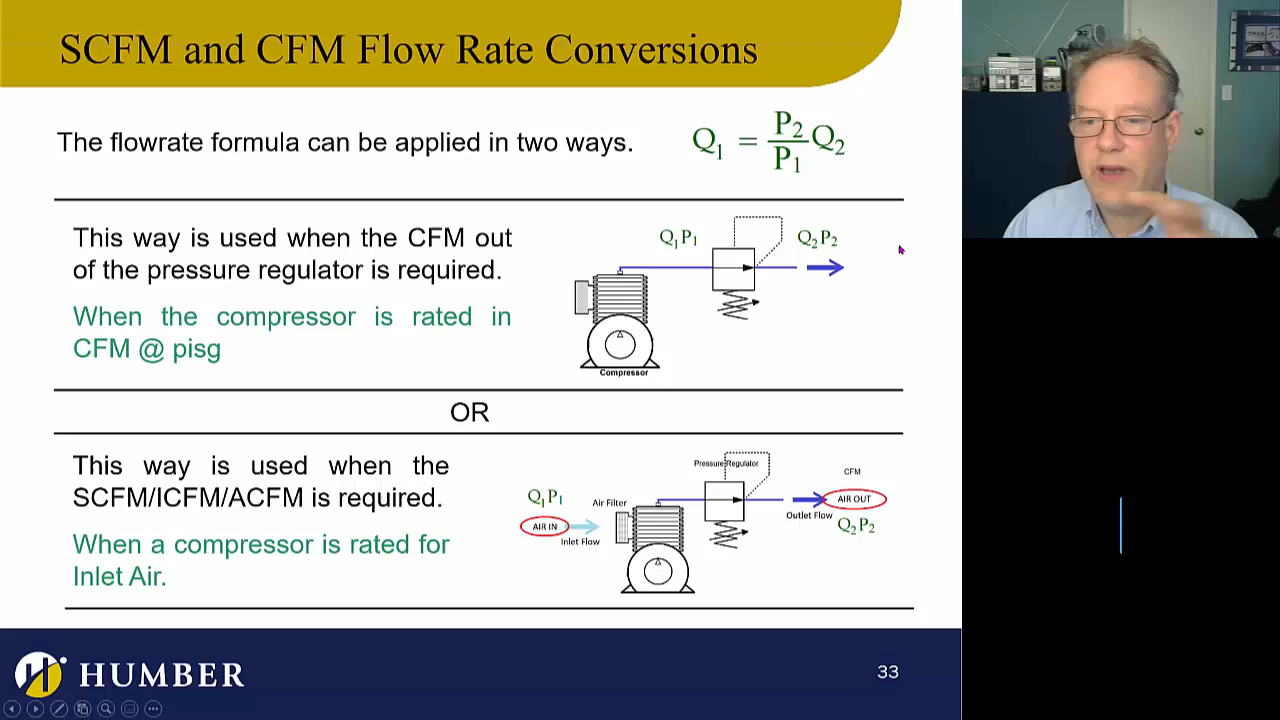 SCFM and CFM Flow Rate Conversions
The flowrate formula can be applied in two ways.
Q1 = P2/P1 Q2
This way is used when the CFM out
of the pressure regulator is required.
When the compressor is rated in
CFM @ pisg
Q1P1
Q2P2
Compressor
OR
This way is used when the
SCFM/ICFM/ACFM is required.
When a compressor is rated for
Inlet Air.
Pressure Regulator
CFM
Q1P1
Air Filter
AIR OUT
AIR IN
Inlet Flow
Outlet Flow
Q2P2
HUMBER
33